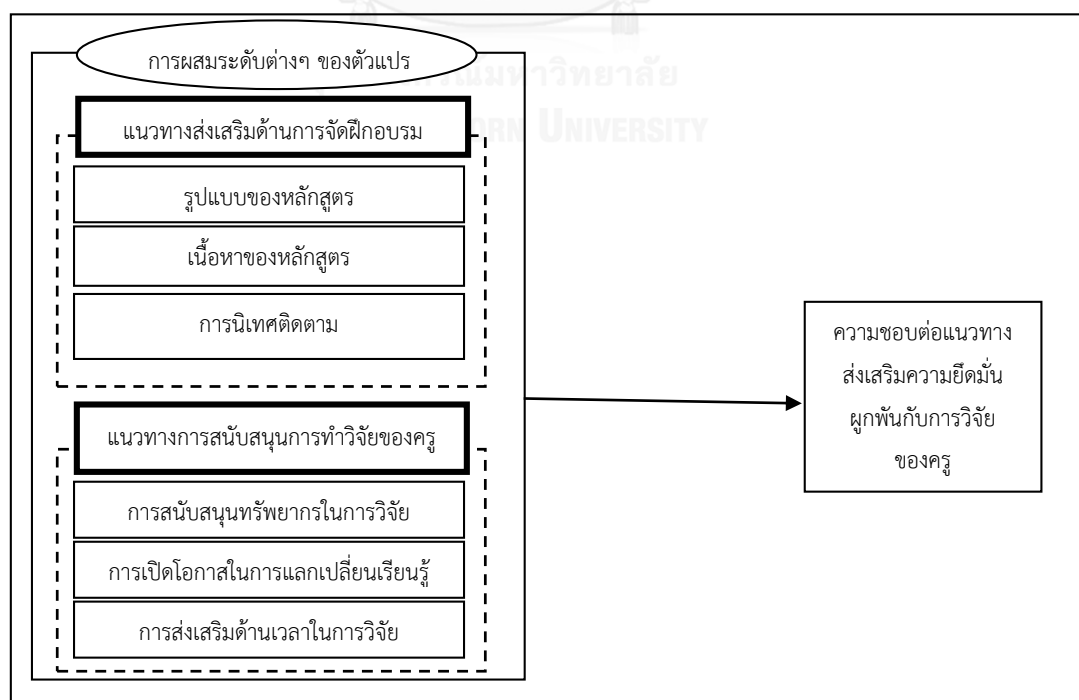 การผสมระดับต่างๆ ของตัวแปร
แนวทางส่งเสริมด้านการจัดฝึกอบรม
รูปแบบของหลักสูตร
เนื้อหาของหลักสูตร
การนิเทศติดตาม
แนวทางการสนับสนุนการทำวิจัยของครู
การสนับสนุนทรัพยากรในการวิจัย
การเปิดโอกาสในการแลกเปลี่ยนเรียนรู้
การส่งเสริมด้านเวลาในการวิจัย
ความชอบต่อแนวทาง
ส่งเสริมความยึดมั่น
ผูกพันกับการวิจัย
ของครู
มหาวิทยาลัย
UNIVERSITY